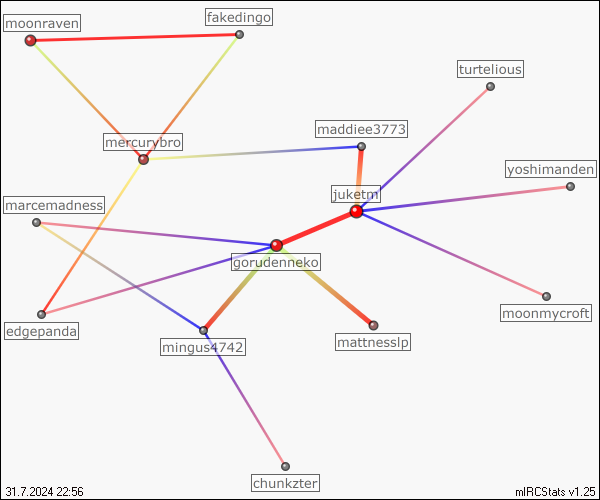 fakedingo
moonraven
turtelious
maddiee3773
mercurybro
yoshimanden
juketm
marcemadness
gorudenneko
moonmycroft
edgepanda
mattnesslp
mingus4742
chunkzter
31.7.2024 22:56
mIRCStats v1.25